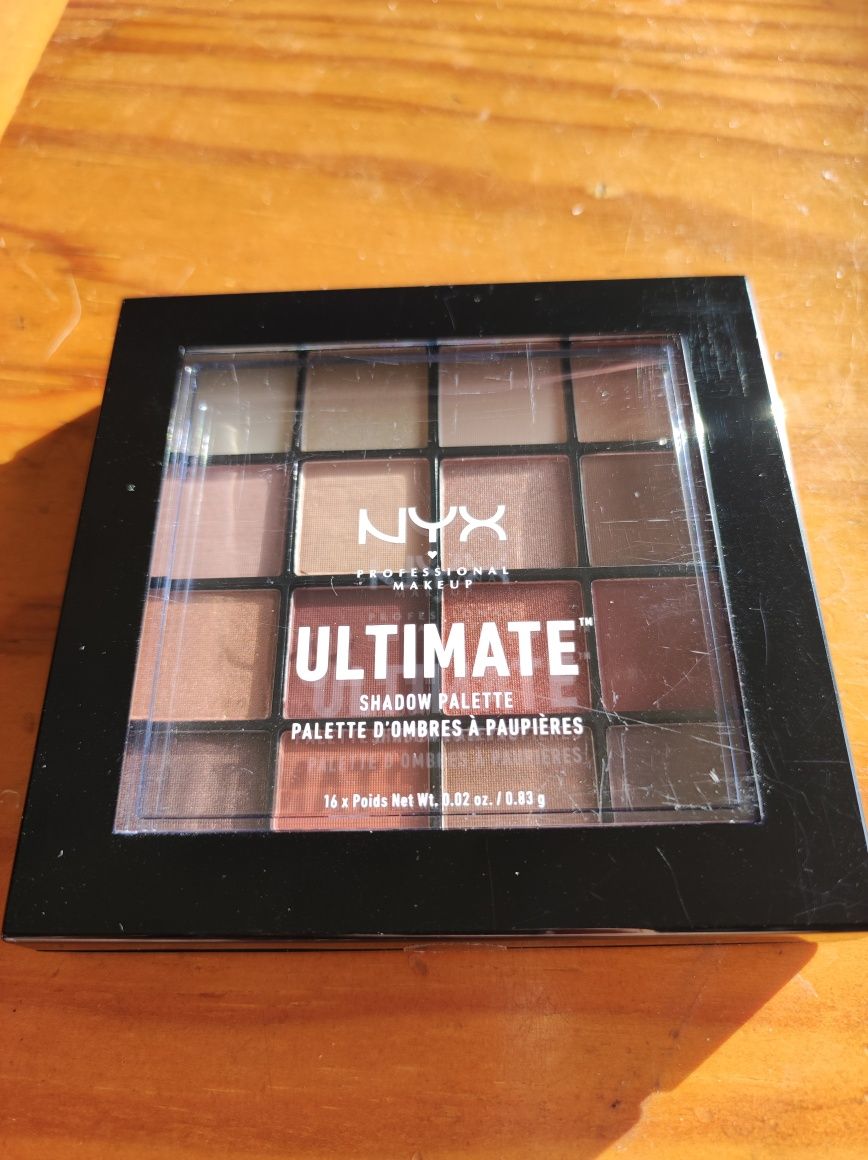 NYX
PROFESSIONAL
MAKEUP
ULTIMATE™
SHADOW PALETTE
PALETTE D'OMBRES À PAUPIÈRES
16 x Poids Net Wt. 0.02 oz. / 0.83 g